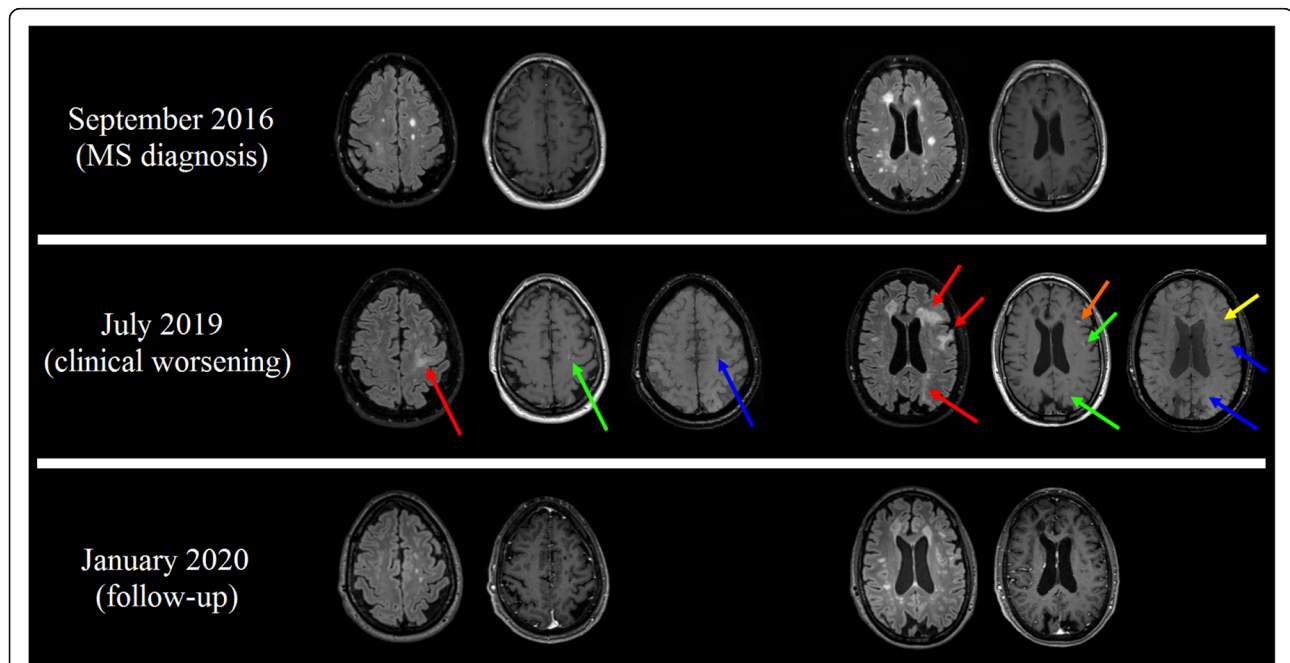 September 2016
(MS diagnosis)
July 2019
(clinical worsening)
January 2020
(follow-up)